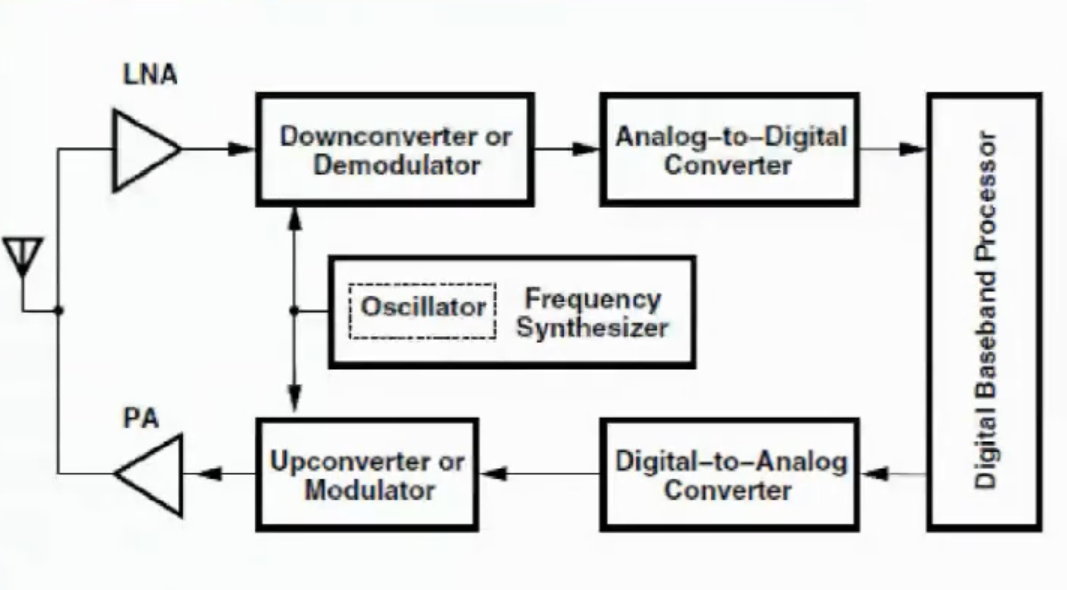 LNA
Downconverter or
Demodulator
Analog-to-Digital
Converter
Digital Baseband Processor
Oscillator
Frequency
Synthesizer
PA
Upconverter or
Modulator
Digital-to-Analog
Converter